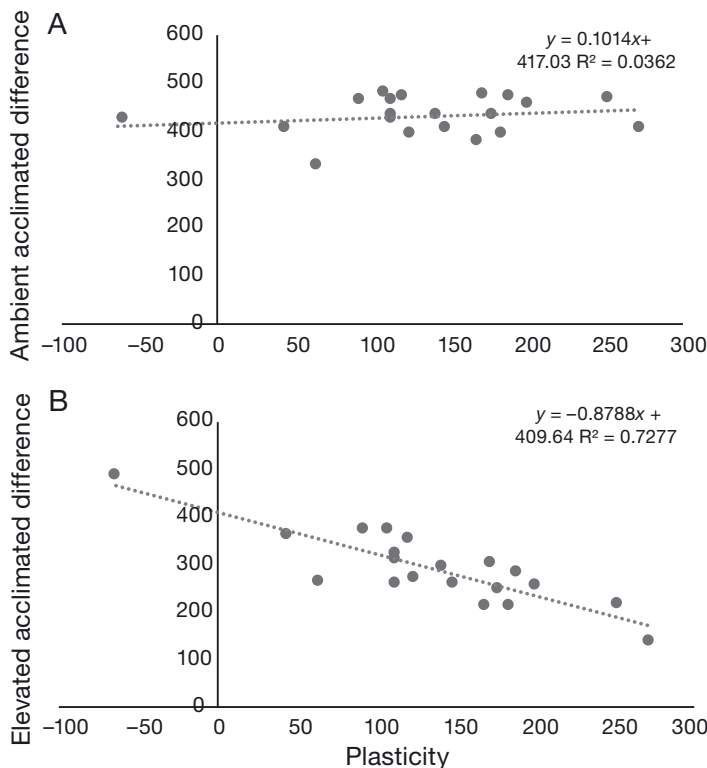 A
Ambient acclimated difference
600
500
400
300
200
100
0
y = 0.1014x+
417.03 R² = 0.0362
−100 −50 0 50 100 150 200 250 300
B
Elevated acclimated difference
600
500
400
300
200
100
0
y = −0.8788x +
409.64 R² = 0.7277
−100 −50 0 50 100 150 200 250 300
Plasticity